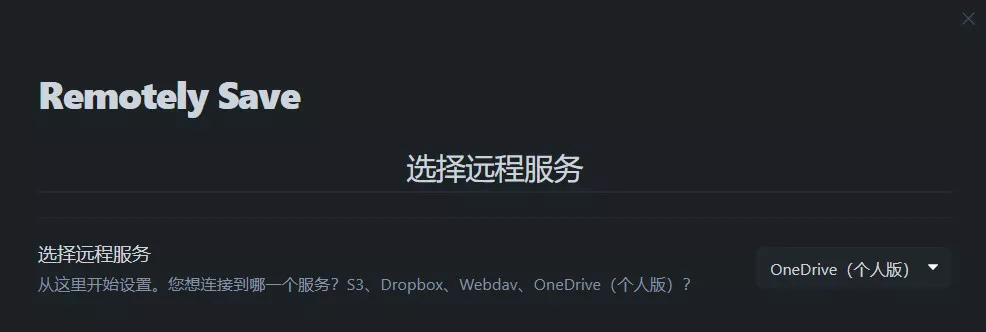 Remotely Save
选择远程服务
选择远程服务
从这里开始设置。您想连接到哪一个服务？S3、Dropbox、Webdav、OneDrive（个人版）？
OneDrive（个人版）